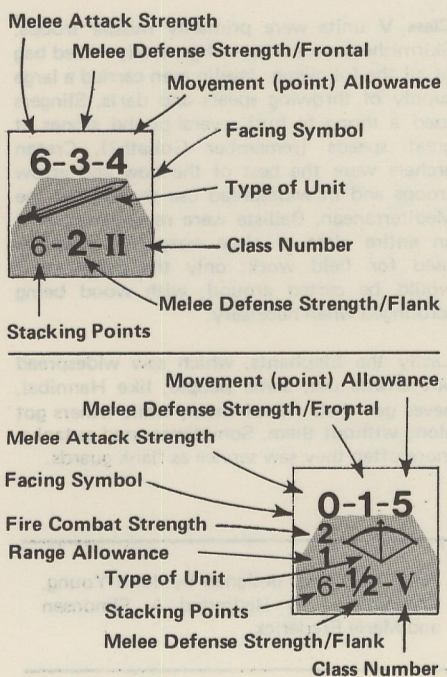 Melee Attack Strength
Melee Defense Strength/Frontal
Movement (point) Allowance
Facing Symbol
6-3-4
Type of Unit
6-2-II
Class Number
Melee Defense Strength/Flank
Stacking Points
Movement (point) Allowance
Melee Defense Strength/Frontal
Melee Attack Strength
Facing Symbol
0-1-5
Fire Combat Strength
2
Range Allowance
1
Type of Unit
6-½-V
Stacking Points
Melee Defense Strength/Flank
Class Number